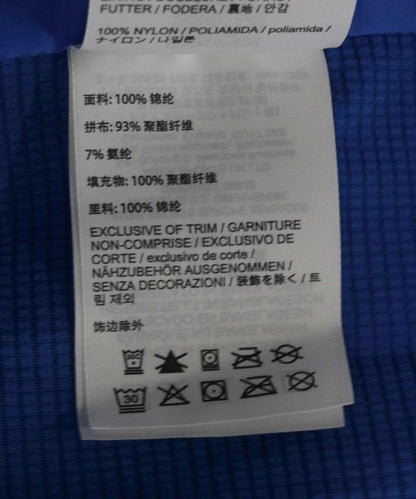 FUTTER / FODERA / 裏地 / 안감
100% NYLON / POLIAMIDA / poliamida /
ナイロン / 나일론
面料: 100% 锦纶
拼布: 93% 聚酯纤维
7% 氨纶
填充物: 100% 聚酯纤维
里料: 100% 锦纶
EXCLUSIVE OF TRIM / GARNITURE
NON-COMPRISE / EXCLUSIVO DE
CORTE / exclusivo de corte /
NÄHZUBEHÖR AUSGENOMMEN /
SENZA DECORAZIONI / 装飾を除く / 트
림 제외
饰边除外
30